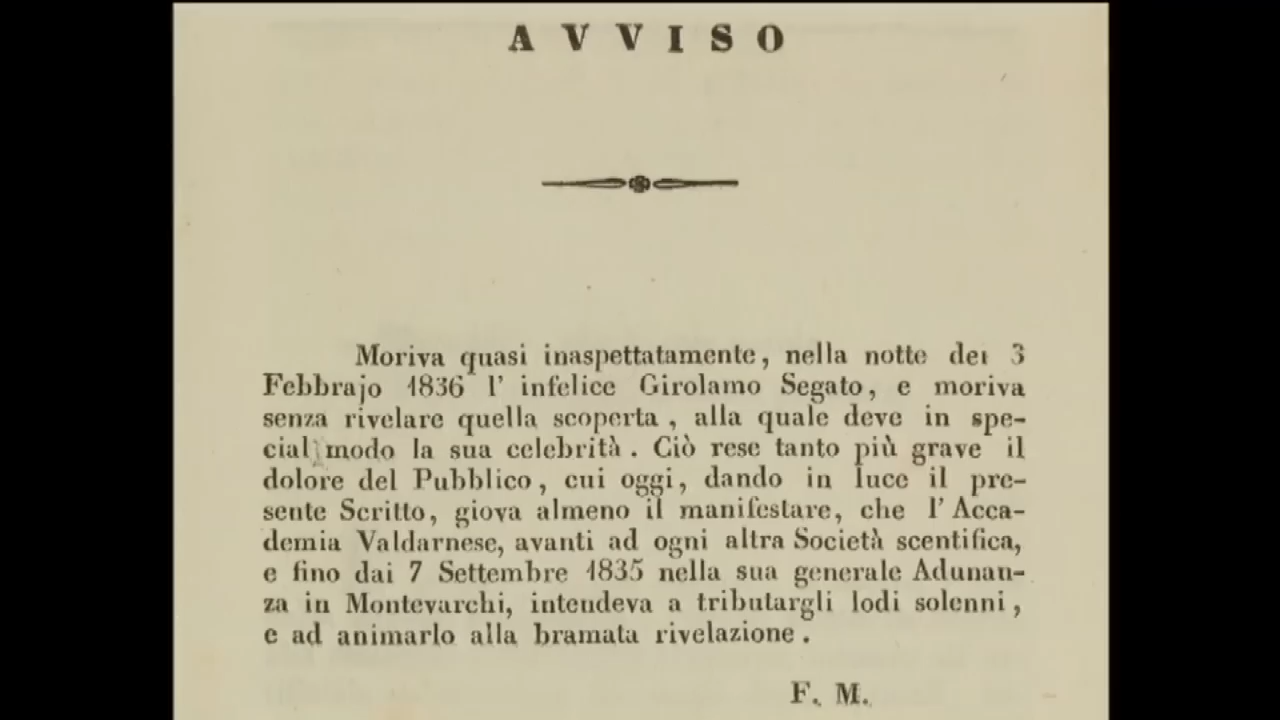 AVVISO
Moriva quasi inaspettatamente, nella notte dei 3
Febbrajo 1836 l' infelice Girolamo Segato, e moriva
senza rivelare quella scoperta, alla quale deve in spe-
cial modo la sua celebrità. Ciò rese tanto più grave il
dolore del Pubblico, cui oggi, dando in luce il pre-
sente Scritto, giova almeno il manifestare, che l'Acca-
demia Valdarnese, avanti ad ogni altra Società scentifica,
e fino dai 7 Settembre 1835 nella sua generale Adunan-
za in Montevarchi, intendeva a tributargli lodi solenni,
e ad animarlo alla bramata rivelazione.
F. M.